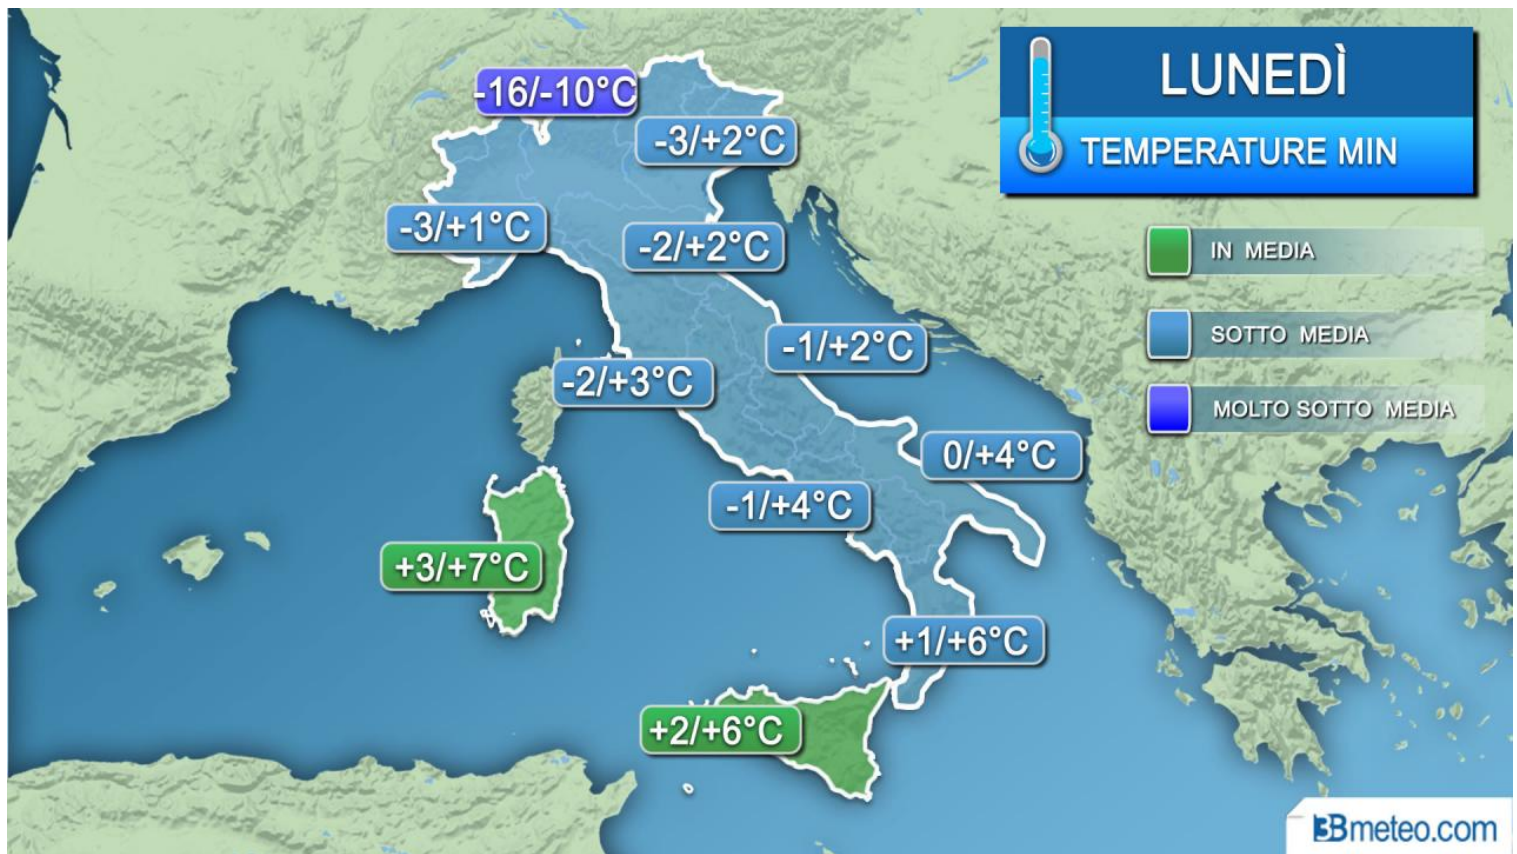 LUNEDÌ
TEMPERATURE MIN
-16/-10°C
-3/+2°C
-3/+1°C
-2/+2°C
IN MEDIA
SOTTO MEDIA
-1/+2°C
-2/+3°C
MOLTO SOTTO MEDIA
0/+4°C
-1/+4°C
+3/+7°C
+1/+6°C
+2/+6°C
3Bmeteo.com